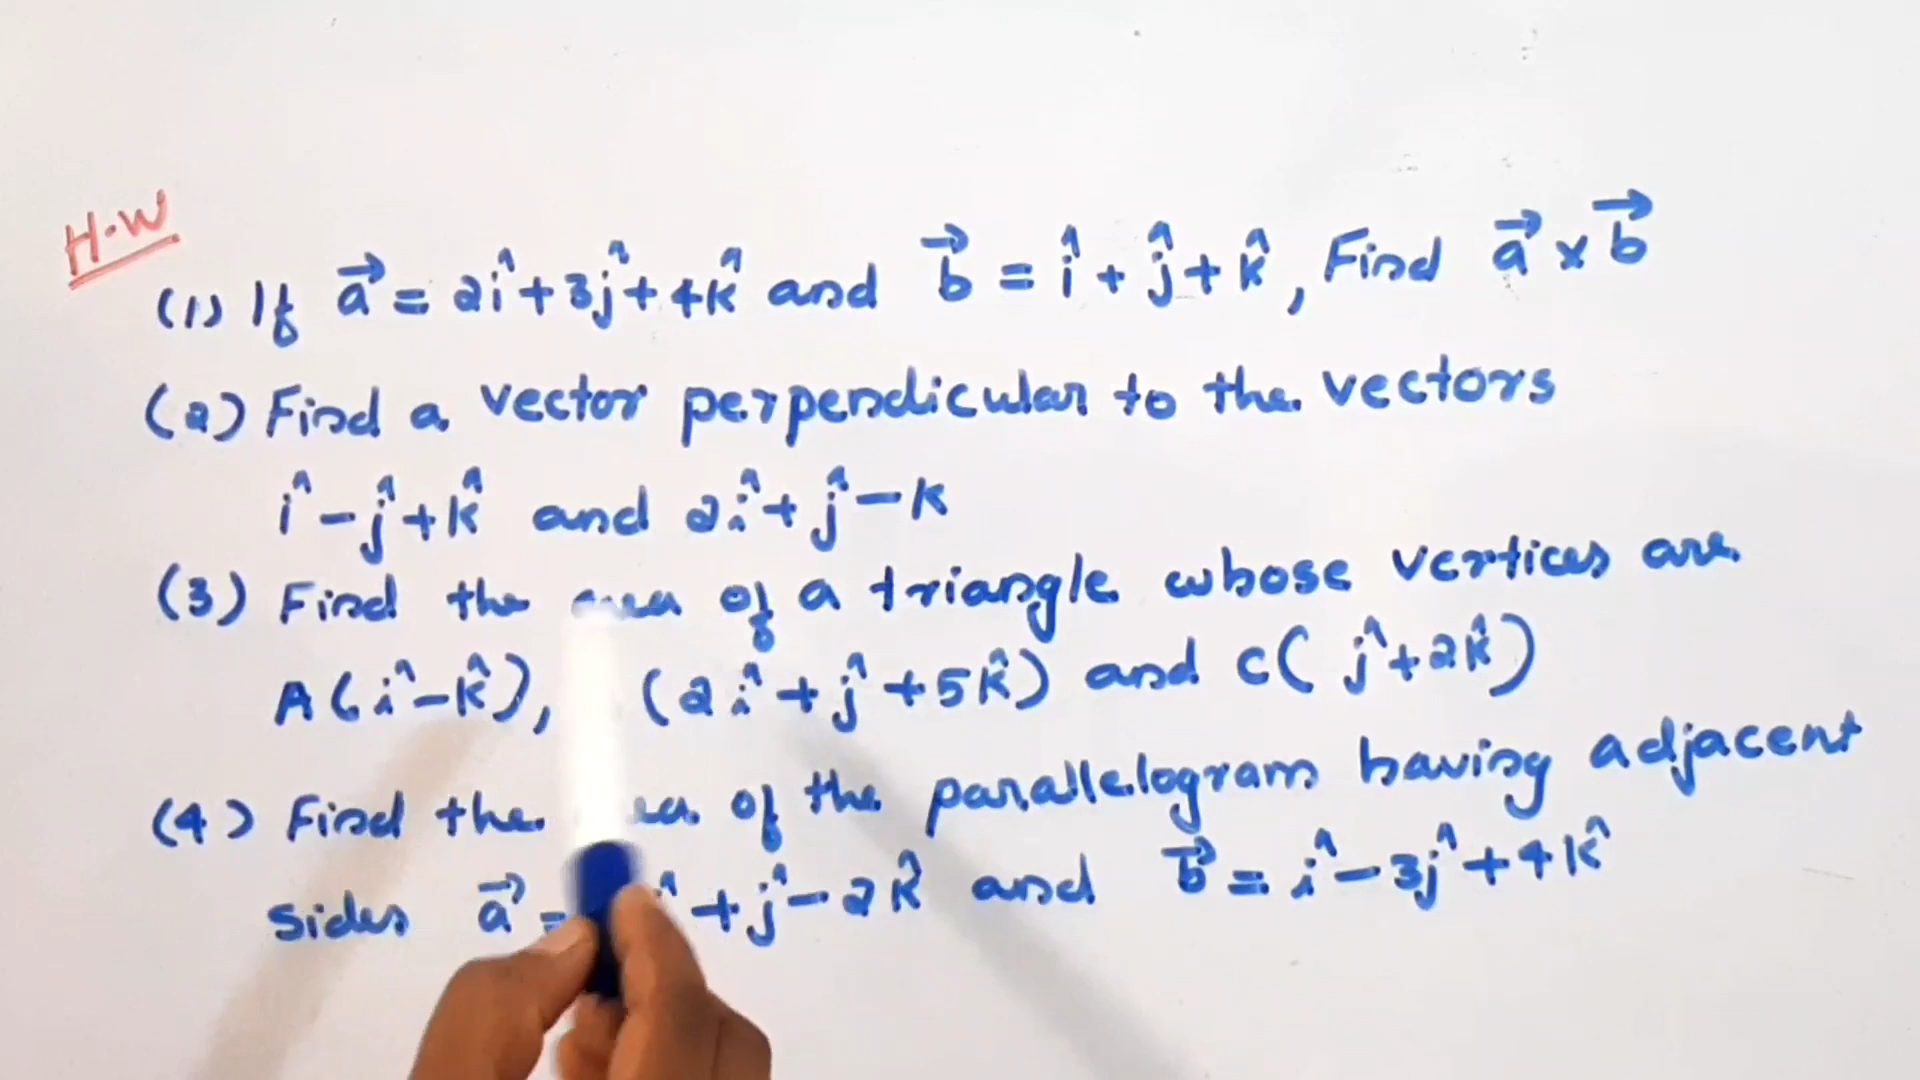 H.W
(1) If a⃗ = 2î + 3ĵ + 4k̂ and b⃗ = î + ĵ + k̂, Find a⃗ × b⃗
(2) Find a vector perpendicular to the vectors
î - ĵ + k̂ and 2î + ĵ - k
(3) Find the area of a triangle whose vertices are
A(î - k̂), (2î + ĵ + 5k̂) and C(ĵ + 2k̂)
(4) Find the of the parallelogram having adjacent
sides a⃗ = + ĵ - 2k̂ and b⃗ = î - 3ĵ + 4k̂